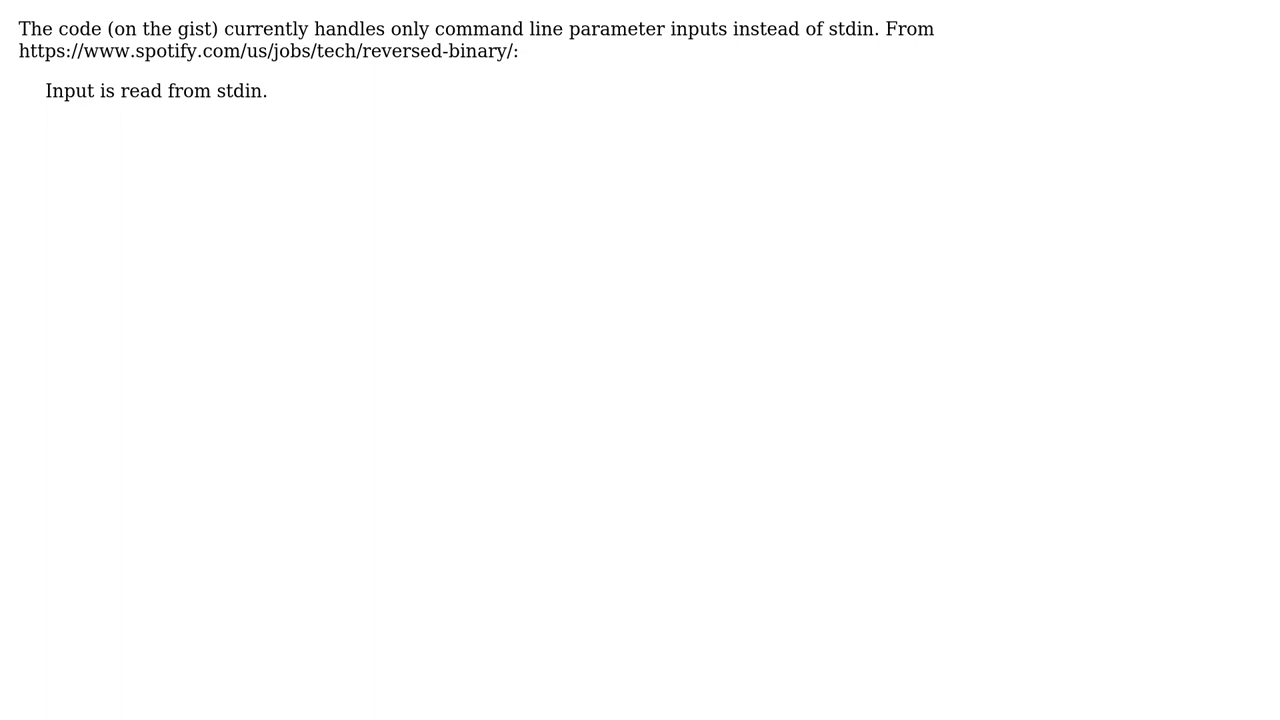 The code (on the gist) currently handles only command line parameter inputs instead of stdin. From
https://www.spotify.com/us/jobs/tech/reversed-binary/:
Input is read from stdin.